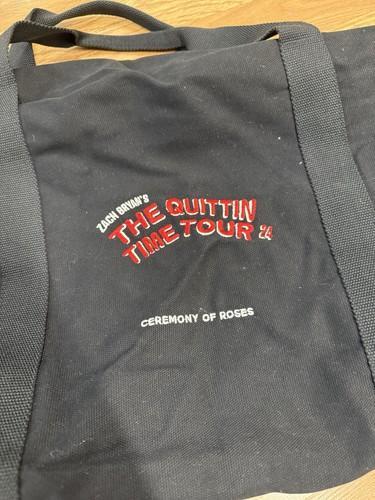 ZACH BRYAN'S
THE QUITTIN
TIME TOUR '24
CEREMONY OF ROSES